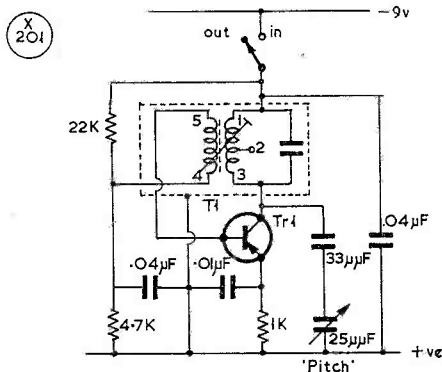 X
201
-9v
out
in
22K
5
1
2
4
3
T1
Tr1
.04µF
.01µF
33µµF
.04µF
4.7K
1K
25µµF
+ve
'Pitch'